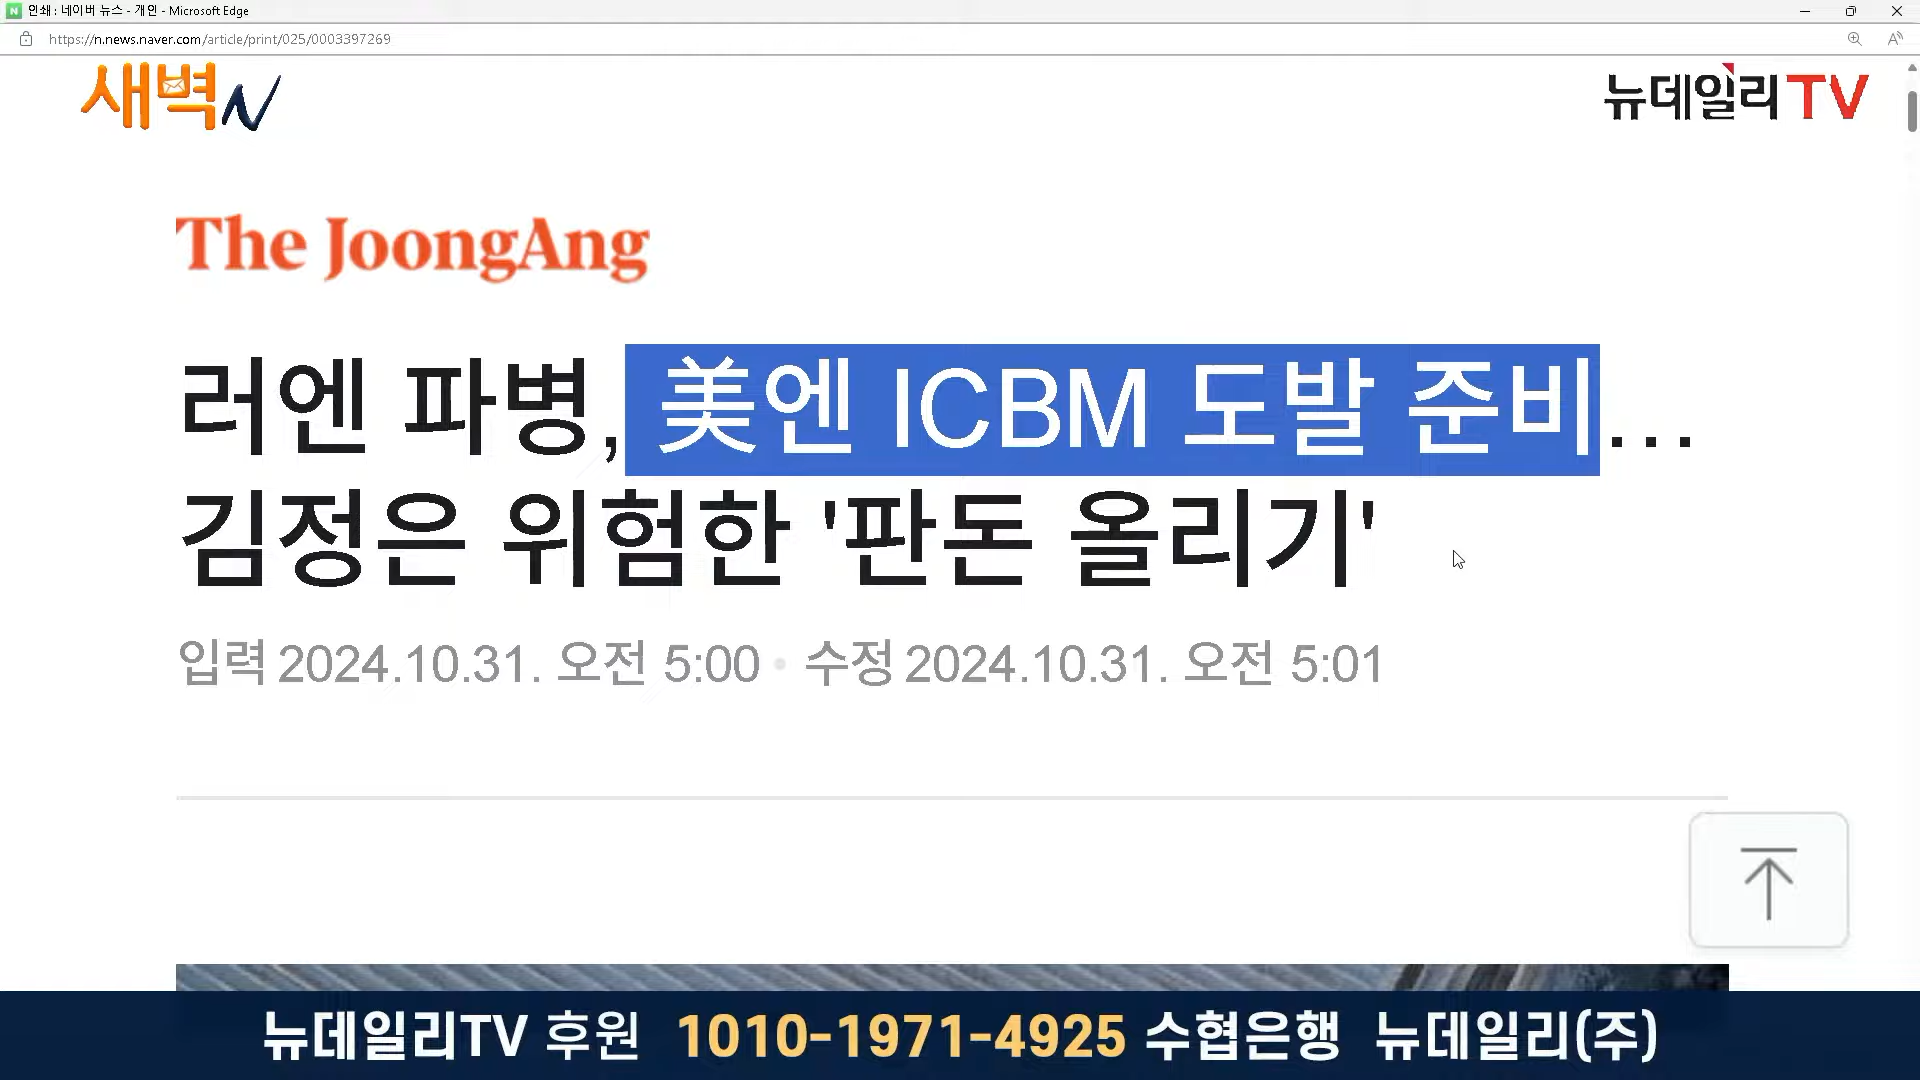 인쇄 : 네이버 뉴스 - 개인 - Microsoft Edge
https://n.news.naver.com/article/print/025/0003397269
새벽N
뉴데일리TV
The JoongAng
러엔 파병, 美엔 ICBM 도발 준비…
김정은 위험한 '판돈 올리기'
입력 2024.10.31. 오전 5:00 • 수정 2024.10.31. 오전 5:01
뉴데일리TV 후원 1010-1971-4925 수협은행 뉴데일리(주)